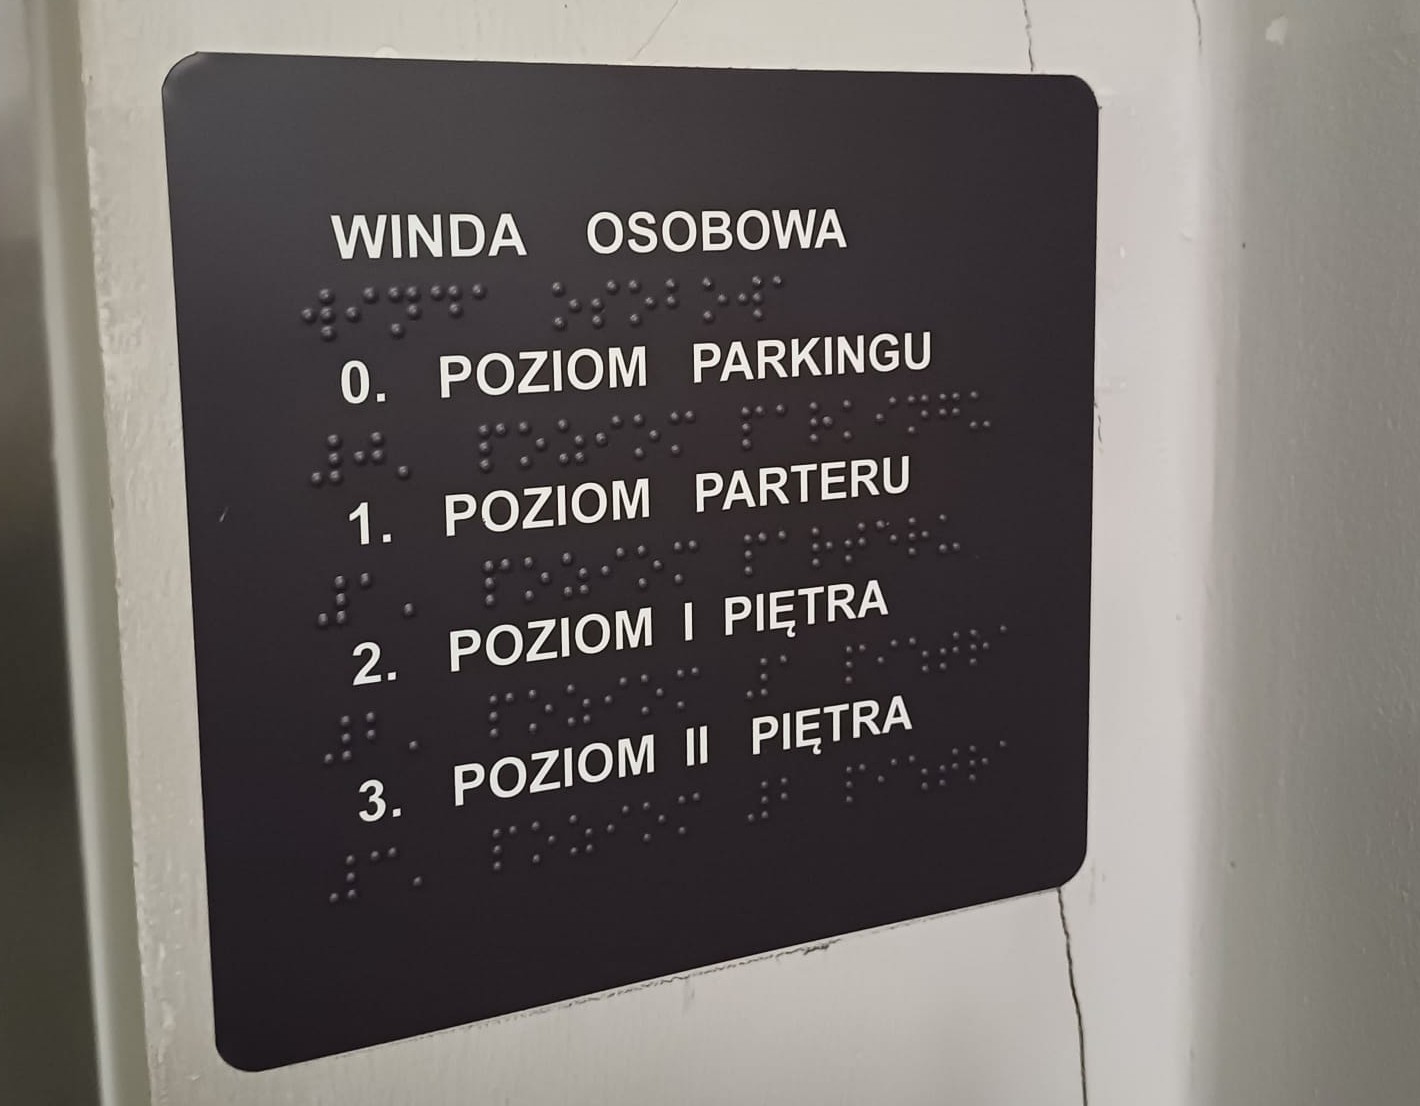 WINDA OSOBOWA
0. POZIOM PARKINGU
1. POZIOM PARTERU
2. POZIOM I PIĘTRA
3. POZIOM II PIĘTRA